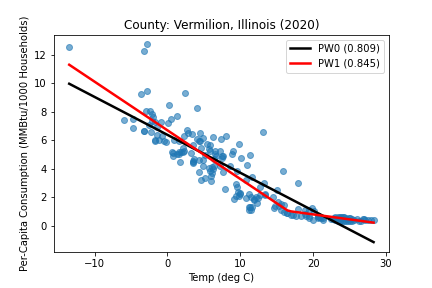 County: Vermilion, Illinois (2020)
PW0 (0.809)
PW1 (0.845)
Per-Capita Consumption (MMBtu/1000 Households)
12
10
8
6
4
2
0
−10
0
10
20
30
Temp (deg C)